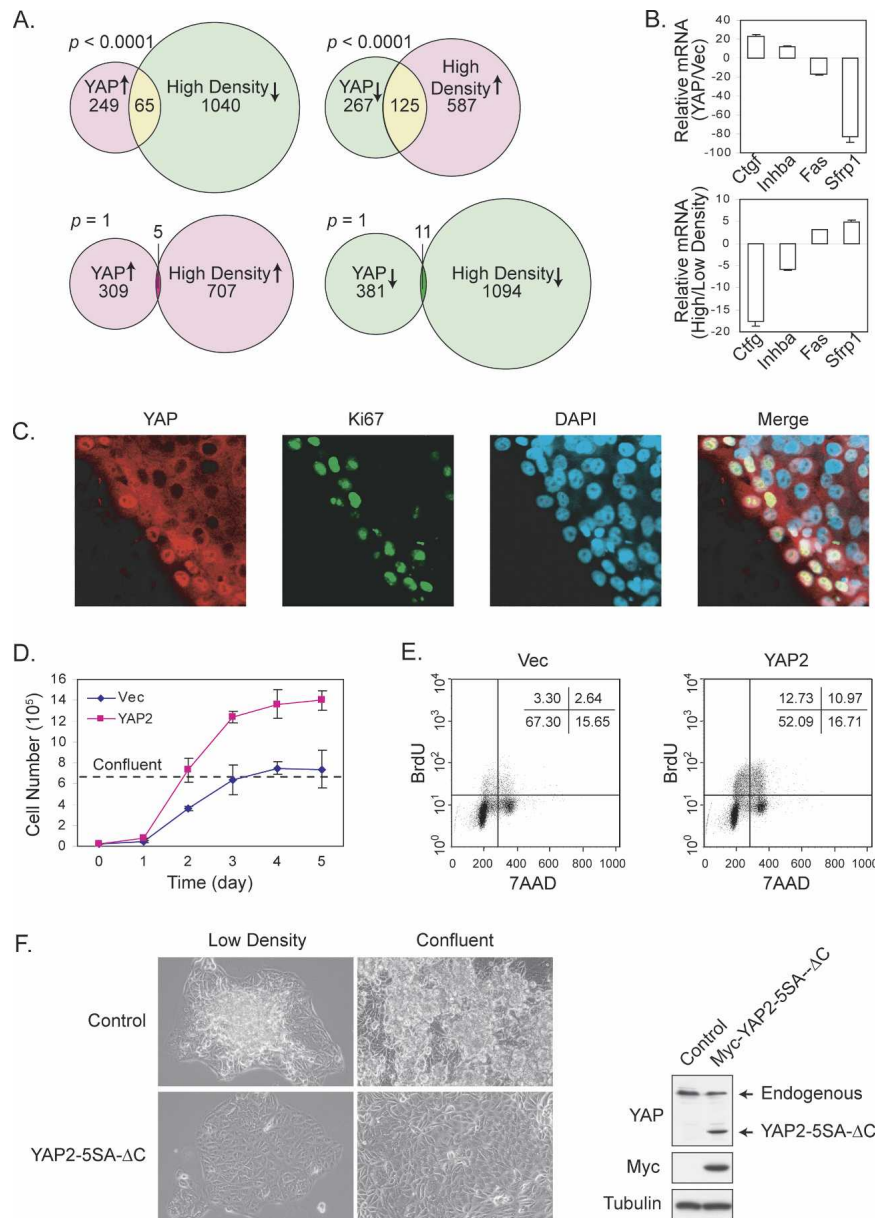 A.
p < 0.0001
YAP↑
249
65
High Density↓
1040
p < 0.0001
YAP↓
267
125
High
Density↑
587
p = 1
5
YAP↑
309
High Density↑
707
p = 1
11
YAP↓
381
High Density↓
1094
B.
Relative mRNA
(YAP/Vec)
40
20
0
-20
-40
-60
-80
-100
Ctgf
Inhba
Fas
Sfrp1
Relative mRNA
(High/Low Density)
10
5
0
-5
-10
-15
-20
Ctfg
Inhba
Fas
Sfrp1
C.
YAP
Ki67
DAPI
Merge
D.
Cell Number (10⁵)
16
14
12
10
8
6
4
2
0
Vec
YAP2
Confluent
0 1 2 3 4 5
Time (day)
E.
Vec
BrdU
10⁴
10³
10²
10¹
10⁰
3.30 2.64
67.30 15.65
0 200 400 600 800 1000
7AAD
YAP2
BrdU
10⁴
10³
10²
10¹
10⁰
12.73 10.97
52.09 16.71
0 200 400 600 800 1000
7AAD
F.
Low Density
Confluent
Control
YAP2-5SA-ΔC
Control
Myc-YAP2-5SA--ΔC
YAP
Endogenous
YAP2-5SA-ΔC
Myc
Tubulin